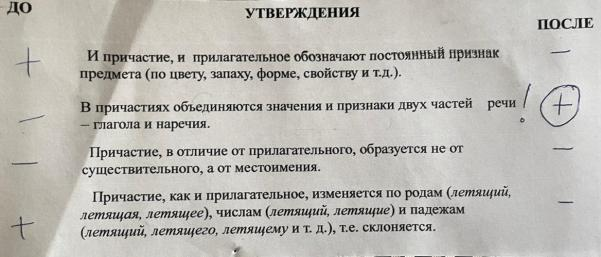 ДО
УТВЕРЖДЕНИЯ
ПОСЛЕ
+ И причастие, и прилагательное обозначают постоянный признак –
предмета (по цвету, запаху, форме, свойству и т.д.).
– В причастиях объединяются значения и признаки двух частей речи ! +
– глагола и наречия.
– Причастие, в отличие от прилагательного, образуется не от –
существительного, а от местоимения.
+ Причастие, как и прилагательное, изменяется по родам (летящий, –
летящая, летящее), числам (летящий, летящие) и падежам
(летящий, летящего, летящему и т. д.), т.е. склоняется.